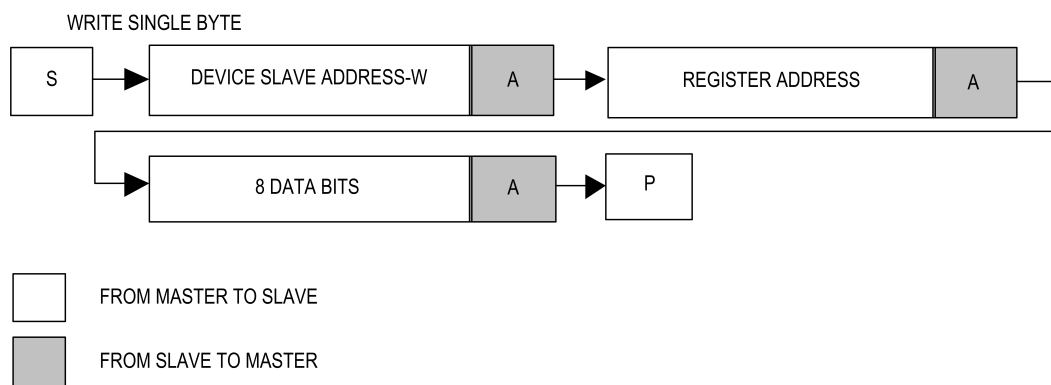 WRITE SINGLE BYTE
S DEVICE SLAVE ADDRESS-W A REGISTER ADDRESS A
8 DATA BITS A P
FROM MASTER TO SLAVE
FROM SLAVE TO MASTER